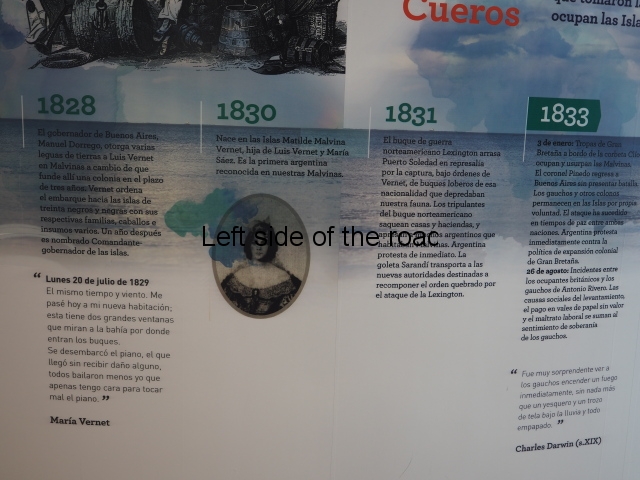 Cueros
que tomaron l
ocupan las Isla
1828
El gobernador de Buenos Aires,
Manuel Dorrego, otorga varias
leguas de tierras a Luis Vernet
en Malvinas a cambio de que
funde allí una colonia en el plazo
de tres años. Vernet ordena
el embarque hacia las islas de
treinta negros y negras con sus
respectivas familias, caballos e
insumos varios. Un año después
es nombrado Comandante
gobernador de las islas.
“ Lunes 20 de julio de 1829
El mismo tiempo y viento. Me
pasé hoy a mi nueva habitación;
esta tiene dos grandes ventanas
que miran a la bahía por donde
entran los buques.
Se desembarcó el piano, el que
llegó sin recibir daño alguno,
todos bailaron menos yo que
apenas tengo cara para tocar
mal el piano. ”
María Vernet
1830
Nace en las Islas Matilde Malvina
Vernet, hija de Luis Vernet y María
Sáez. Es la primera argentina
reconocida en nuestras Malvinas.
1831
El buque de guerra
norteamericano Lexington arrasa
Puerto Soledad en represalia
por la captura, bajo órdenes de
Vernet, de buques loberos de esa
nacionalidad que depredaban
nuestra fauna. Los tripulantes
del buque norteamericano
saquean casas y haciendas, y
argentinos que
Argentina
protesta de inmediato. La
goleta Sarandí transporta a las
nuevas autoridades destinadas a
recomponer el orden quebrado por
el ataque de la Lexington.
1833
3 de enero: Tropas de Gran
Bretaña a bordo de la corbeta Clio
ocupan y usurpan las Malvinas.
El coronel Pinedo regresa a
Buenos Aires sin presentar batalla.
Los gauchos y otros colonos
permanecen en las Islas por propia
voluntad. El ataque ha sucedido
en tiempos de paz entre ambas
naciones. Argentina protesta
inmediatamente contra la
política de expansión colonial
de Gran Bretaña.
26 de agosto: Incidentes entre
los ocupantes británicos y los
gauchos de Antonio Rivero. Las
causas sociales del levantamiento,
el pago en vales de papel sin valor
y el maltrato laboral se suman al
sentimiento de soberanía
de los gauchos.
“ Fue muy sorprendente ver a
los gauchos encender un fuego
inmediatamente, sin nada más
que un yesquero y un trozo
de tela bajo la lluvia y todo
empapado. ”
Charles Darwin (s.XIX)
Left side of the roac